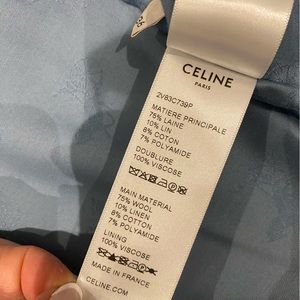 CELINE
PARIS
2V83C739P
MATIERE PRINCIPALE
75% LAINE
10% LIN
8% COTON
7% POLYAMIDE
DOUBLURE
100% VISCOSE
MAIN MATERIAL
75% WOOL
10% LINEN
8% COTTON
7% POLYAMIDE
LINING
100% VISCOSE
MADE IN FRANCE
CELINE.COM